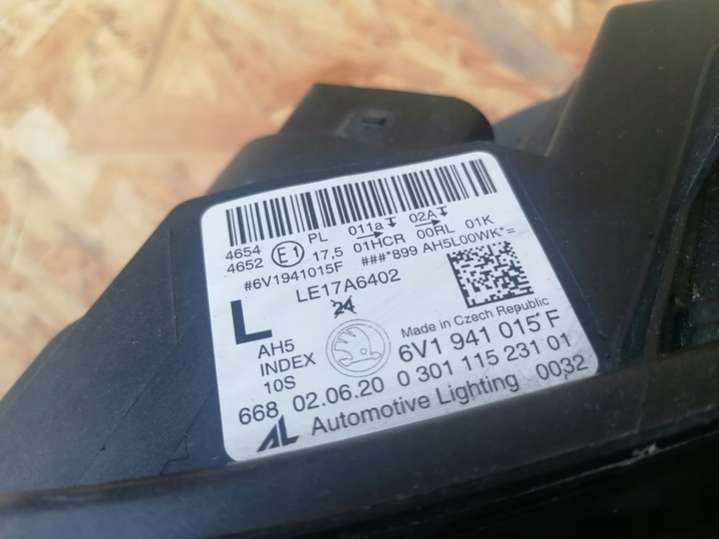 4654
4652
E1
PL 011a 02A
17,5 01HCR 00RL 01K
#6V1941015F ###*899 AH5L00WK*=
LE17A6402
24
L
AH5
INDEX
10S
Made in Czech Republic
6V1 941 015 F
668 02.06.20 0 301 115 231 01
AL Automotive Lighting 0032